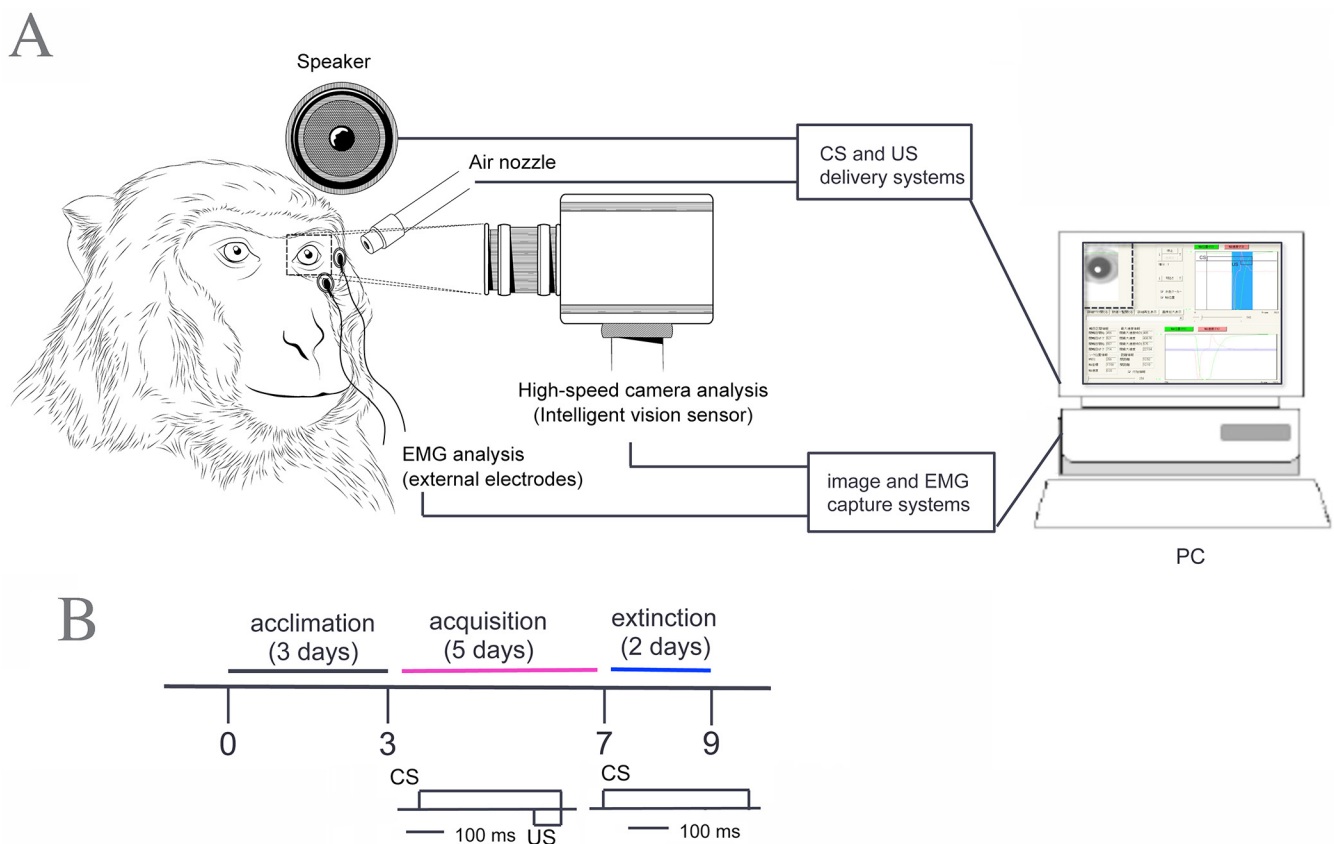 A
Speaker
Air nozzle
CS and US
delivery systems
High-speed camera analysis
(Intelligent vision sensor)
EMG analysis
(external electrodes)
image and EMG
capture systems
CS
PC
B
acclimation
(3 days)
acquisition
(5 days)
extinction
(2 days)
0
3
7
9
CS
100 ms
US
CS
100 ms